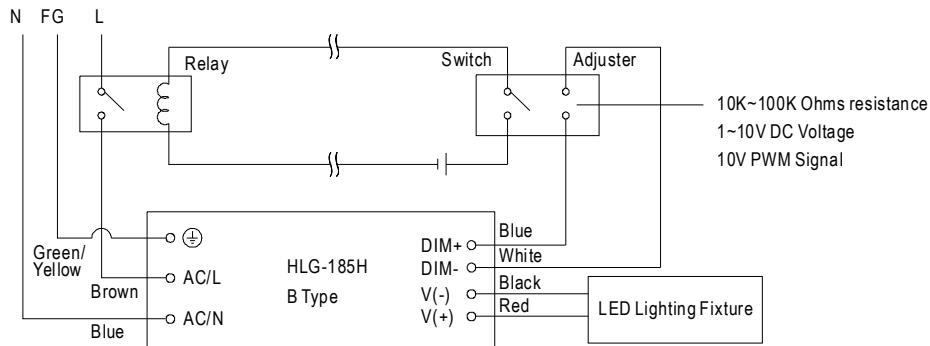 N FG L
Relay
Switch
Adjuster
10K~100K Ohms resistance
1~10V DC Voltage
10V PWM Signal
Green/
Yellow
Brown
Blue
AC/L
AC/N
HLG-185H
B Type
DIM+
DIM-
V(-)
V(+)
Blue
White
Black
Red
LED Lighting Fixture